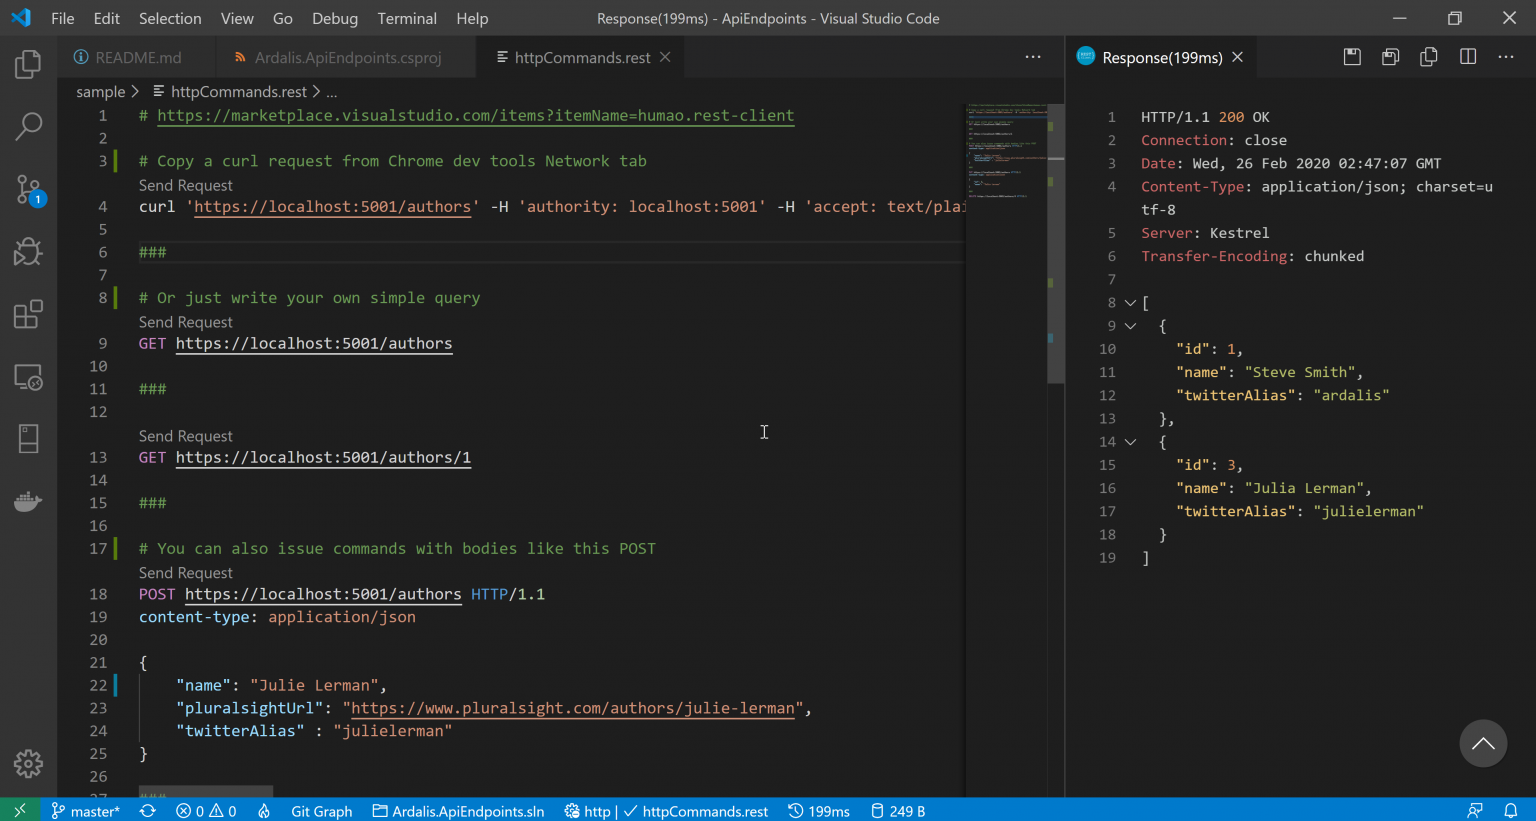 File Edit Selection View Go Debug Terminal Help
Response(199ms) - ApiEndpoints - Visual Studio Code
README.md
Ardalis.ApiEndpoints.csproj
httpCommands.rest
sample > httpCommands.rest > ...
1 # https://marketplace.visualstudio.com/items?itemName=humao.rest-client
2
3 # Copy a curl request from Chrome dev tools Network tab
Send Request
4 curl 'https://localhost:5001/authors' -H 'authority: localhost:5001' -H 'accept: text/plai
5
6 ###
7
8 # Or just write your own simple query
Send Request
9 GET https://localhost:5001/authors
10
11 ###
12
Send Request
13 GET https://localhost:5001/authors/1
14
15 ###
16
17 # You can also issue commands with bodies like this POST
Send Request
18 POST https://localhost:5001/authors HTTP/1.1
19 content-type: application/json
20
21 {
22 "name": "Julie Lerman",
23 "pluralsightUrl": "https://www.pluralsight.com/authors/julie-lerman",
24 "twitterAlias" : "julielerman"
25 }
26
27 ###
Response(199ms)
1 HTTP/1.1 200 OK
2 Connection: close
3 Date: Wed, 26 Feb 2020 02:47:07 GMT
4 Content-Type: application/json; charset=u
tf-8
5 Server: Kestrel
6 Transfer-Encoding: chunked
7
8 [
9 {
10 "id": 1,
11 "name": "Steve Smith",
12 "twitterAlias": "ardalis"
13 },
14 {
15 "id": 3,
16 "name": "Julia Lerman",
17 "twitterAlias": "julielerman"
18 }
19 ]
1
master* 0 0 Git Graph Ardalis.ApiEndpoints.sln http | ✓ httpCommands.rest 199ms 249 B